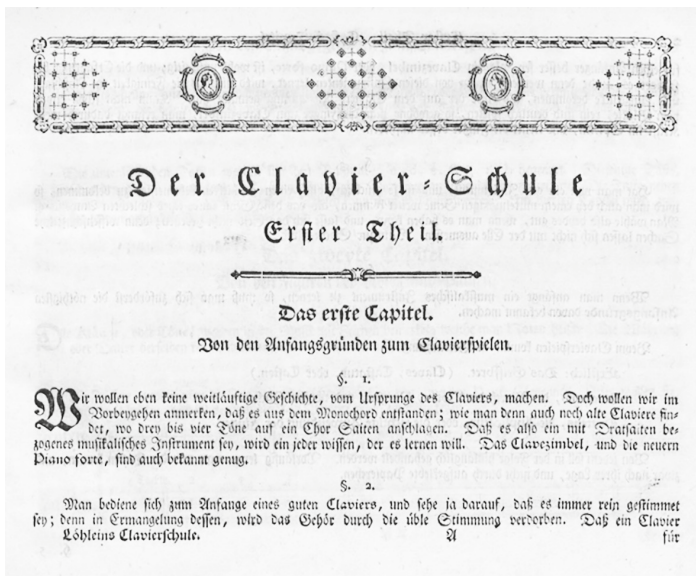 Der Clavier-Schule
Erster Theil.
Das erste Capitel.
Von den Anfangsgründen zum Clavierspielen.
§. 1.
Wir wollen eben keine weitläuftige Geschichte, vom Ursprunge des Claviers, machen. Doch wollen wir im
Vorbeygehen anmerken, daß es aus dem Monochord entstanden; wie man denn auch noch alte Claviere fin-
det, wo drey bis vier Töne auf ein Chor Saiten anschlagen. Daß es also ein mit Dratsaiten be-
zogenes musikalisches Instrument sey, wird ein jeder wissen, der es lernen will. Das Clavezimbel, und die neuern
Piano forte, sind auch bekannt genug.
§. 2.
Man bediene sich zum Anfange eines guten Claviers, und sehe ja darauf, daß es immer rein gestimmet
sey; denn in Ermangelung dessen, wird das Gehör durch die üble Stimmung verdorben. Daß ein Clavier
Löhleins Clavierschule. A für